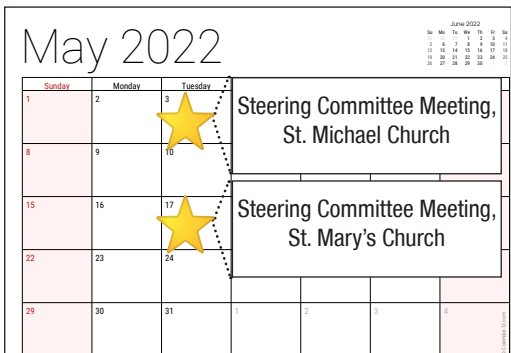 May 2022
June 2022
Su Mo Tu We Th Fr Sa
1 2 3 4
5 6 7 8 9 10 11
12 13 14 15 16 17 18
19 20 21 22 23 24 25
26 27 28 29 30
Sunday Monday Tuesday
1 2 3
Steering Committee Meeting,
St. Michael Church
8 9 10
15 16 17
Steering Committee Meeting,
St. Mary's Church
22 23 24
29 30 31 1 2 3 4